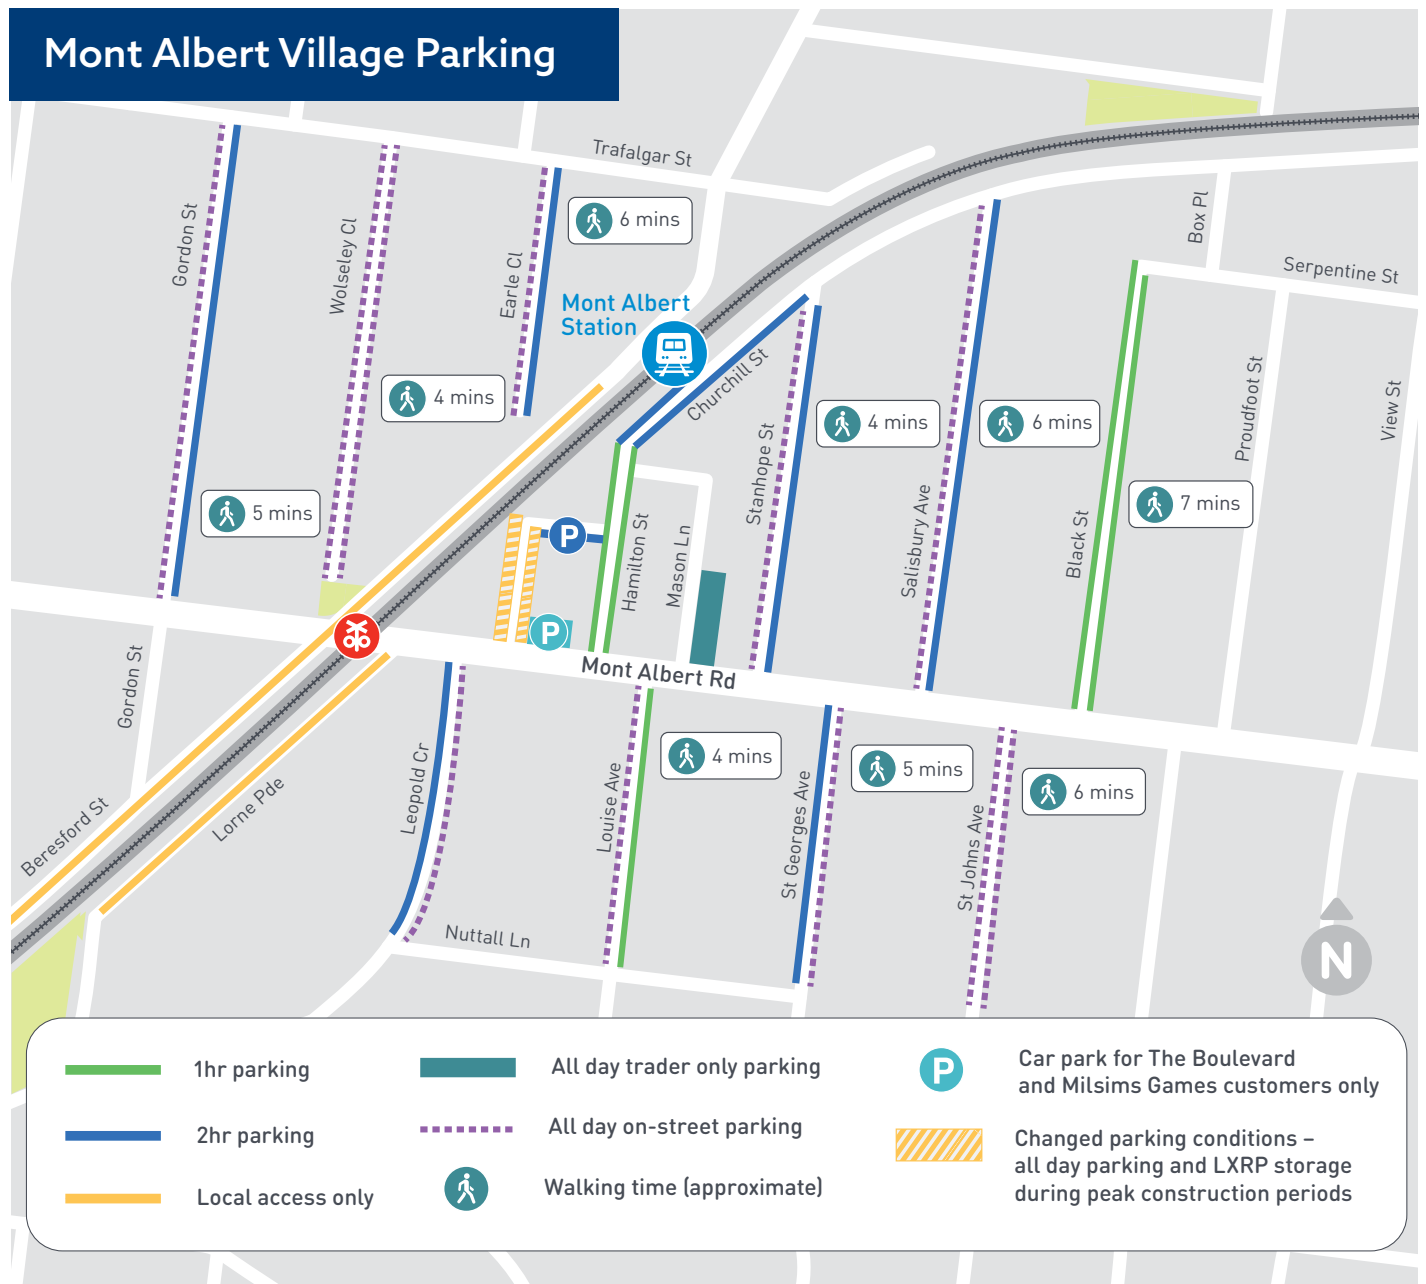 Mont Albert Village Parking
Trafalgar St
Gordon St
Wolseley Cl
Earle Cl
6 mins
Mont Albert
Station
Box Pl
Serpentine St
Churchill St
4 mins
Stanhope St
4 mins
6 mins
Proudfoot St
View St
5 mins
P
Hamilton St
Mason Ln
Salisbury Ave
Black St
7 mins
P
Mont Albert Rd
Gordon St
Beresford St
Lorne Pde
Leopold Cr
Louise Ave
4 mins
St Georges Ave
5 mins
St Johns Ave
6 mins
Nuttall Ln
N
1hr parking
2hr parking
Local access only
All day trader only parking
All day on-street parking
Walking time (approximate)
P
Car park for The Boulevard
and Milsims Games customers only
Changed parking conditions –
all day parking and LXRP storage
during peak construction periods